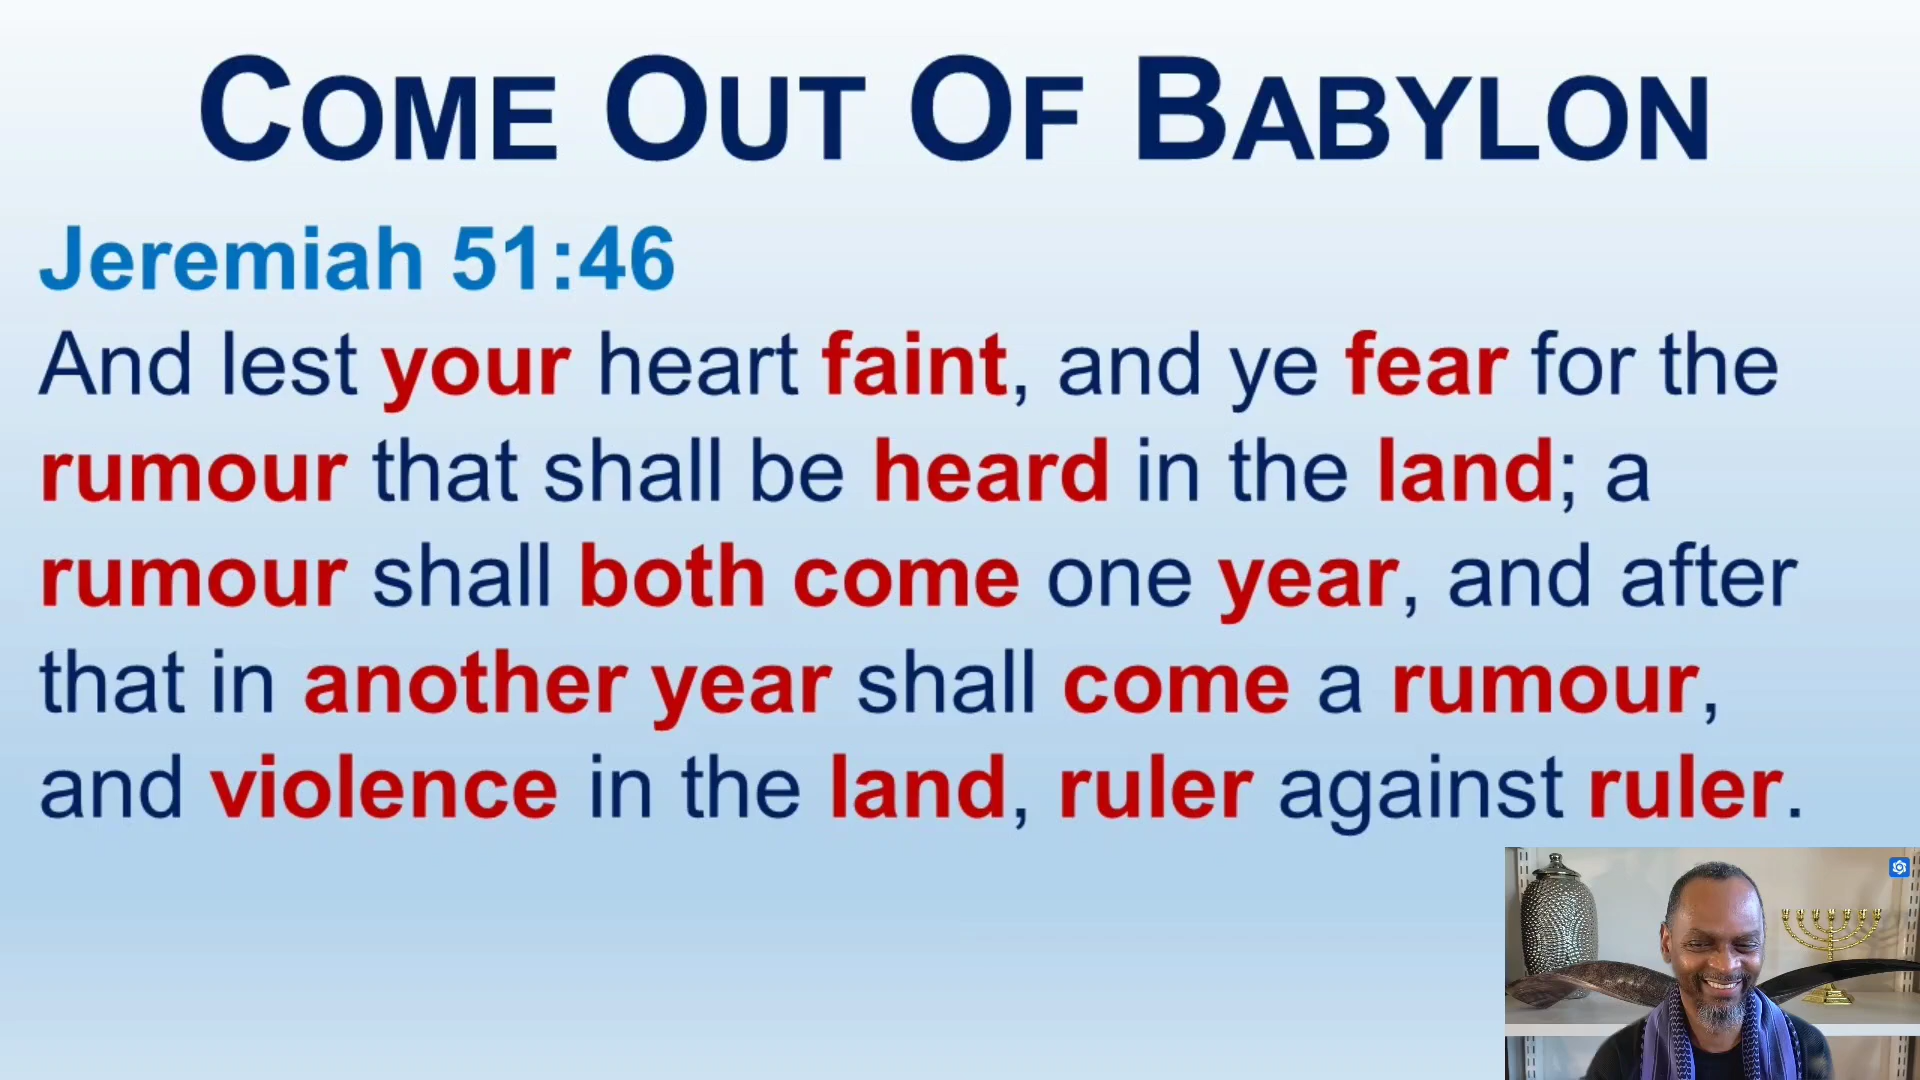 COME OUT OF BABYLON
Jeremiah 51:46
And lest your heart faint, and ye fear for the
rumour that shall be heard in the land; a
rumour shall both come one year, and after
that in another year shall come a rumour,
and violence in the land, ruler against ruler.